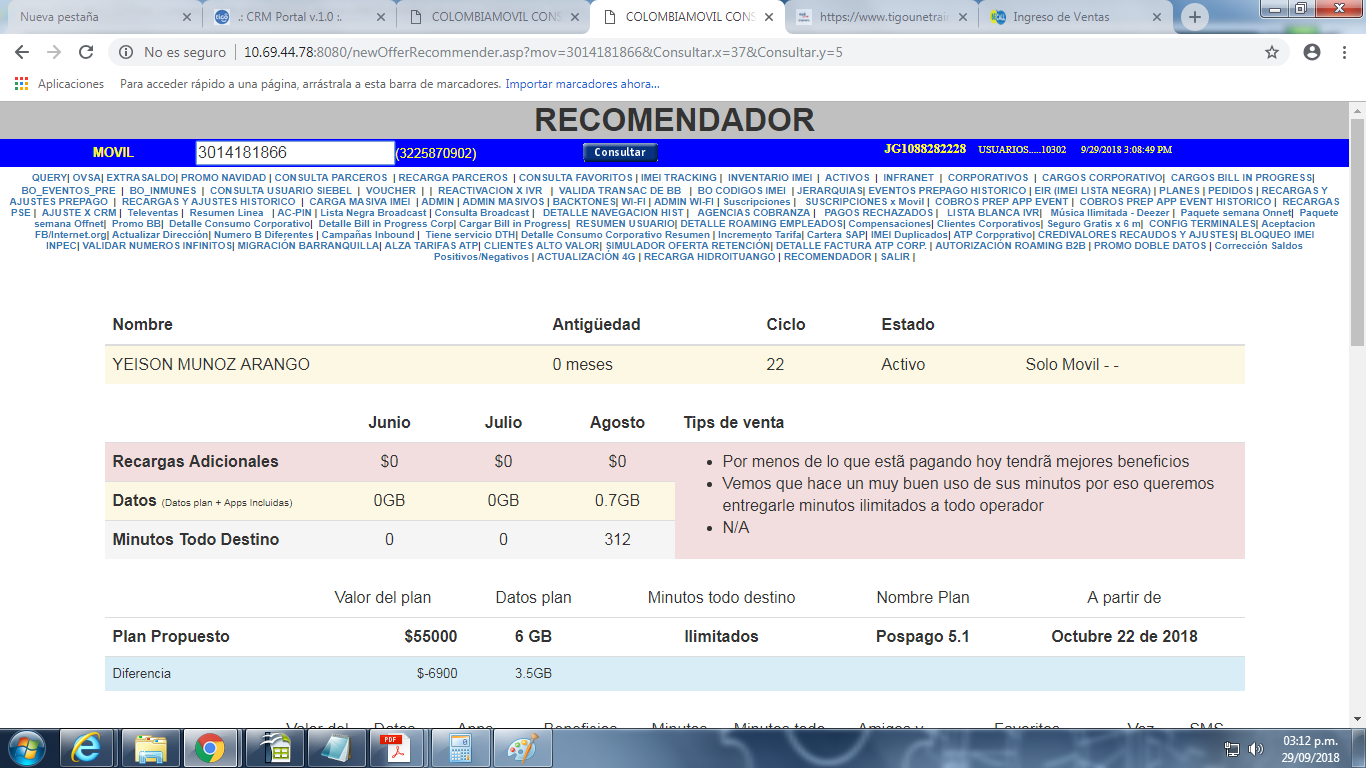 Nueva pestaña
.: CRM Portal v.1.0 :.
COLOMBIAMOVIL CONS
COLOMBIAMOVIL CONS
https://www.tigounetrai
Ingreso de Ventas
No es seguro | 10.69.44.78:8080/newOfferRecommender.asp?mov=3014181866&Consultar.x=37&Consultar.y=5
Aplicaciones Para acceder rápido a una página, arrástrala a esta barra de marcadores. Importar marcadores ahora...
RECOMENDADOR
MOVIL 3014181866 (3225870902) Consultar JG1088282228 USUARIOS.....10302 9/29/2018 3:08:49 PM
QUERY| OVSA| EXTRASALDO| PROMO NAVIDAD | CONSULTA PARCEROS | RECARGA PARCEROS | CONSULTA FAVORITOS | IMEI TRACKING | INVENTARIO IMEI | ACTIVOS | INFRANET | CORPORATIVOS | CARGOS CORPORATIVO| CARGOS BILL IN PROGRESS|
BO_EVENTOS_PRE | BO_INMUNES | CONSULTA USUARIO SIEBEL | VOUCHER | | REACTIVACION X IVR | VALIDA TRANSAC DE BB | BO CODIGOS IMEI | JERARQUIAS| EVENTOS PREPAGO HISTORICO | EIR (IMEI LISTA NEGRA) | PLANES | PEDIDOS | RECARGAS Y
AJUSTES PREPAGO | RECARGAS Y AJUSTES HISTORICO | CARGA MASIVA IMEI | ADMIN | ADMIN MASIVOS | BACKTONES| WI-FI | ADMIN WI-FI | Suscripciones | SUSCRIPCIONES x Movil | COBROS PREP APP EVENT | COBROS PREP APP EVENT HISTORICO | RECARGAS
PSE | AJUSTE X CRM | Televentas | Resumen Linea | AC-PIN | Lista Negra Broadcast | Consulta Broadcast | DETALLE NAVEGACION HIST | AGENCIAS COBRANZA | PAGOS RECHAZADOS | LISTA BLANCA IVR| Música Ilimitada - Deezer | Paquete semana Onnet| Paquete
semana Offnet| Promo BB| Detalle Consumo Corporativo| Detalle Bill in Progress Corp| Cargar Bill in Progress| RESUMEN USUARIO| DETALLE ROAMING EMPLEADOS| Compensaciones| Clientes Corporativos| Seguro Gratis x 6 m| CONFIG TERMINALES| Aceptacion
FB/Internet.org| Actualizar Dirección| Numero B Diferentes | Campañas Inbound | Tiene servicio DTH| Detalle Consumo Corporativo Resumen | Incremento Tarifa| Cartera SAP| IMEI Duplicados| ATP Corporativo| CREDIVALORES RECAUDOS Y AJUSTES| BLOQUEO IMEI
INPEC| VALIDAR NUMEROS INFINITOS| MIGRACIÓN BARRANQUILLA| ALZA TARIFAS ATP| CLIENTES ALTO VALOR| SIMULADOR OFERTA RETENCIÓN| DETALLE FACTURA ATP CORP. | AUTORIZACIÓN ROAMING B2B | PROMO DOBLE DATOS | Corrección Saldos
Positivos/Negativos | ACTUALIZACIÓN 4G | RECARGA HIDROITUANGO | RECOMENDADOR | SALIR |
Nombre Antigüedad Ciclo Estado
YEISON MUNOZ ARANGO 0 meses 22 Activo Solo Movil - -
Junio Julio Agosto Tips de venta
Recargas Adicionales $0 $0 $0
Datos (Datos plan + Apps Incluidas) 0GB 0GB 0.7GB
Minutos Todo Destino 0 0 312
• Por menos de lo que estã pagando hoy tendrã mejores beneficios
• Vemos que hace un muy buen uso de sus minutos por eso queremos
entregarle minutos ilimitados a todo operador
• N/A
Valor del plan Datos plan Minutos todo destino Nombre Plan A partir de
Plan Propuesto $55000 6 GB Ilimitados Pospago 5.1 Octubre 22 de 2018
Diferencia $-6900 3.5GB
Valor del Datos Apps Beneficios Minutos Minutos todo Amigos y Favoritos Voz SMS
03:12 p.m.
29/09/2018